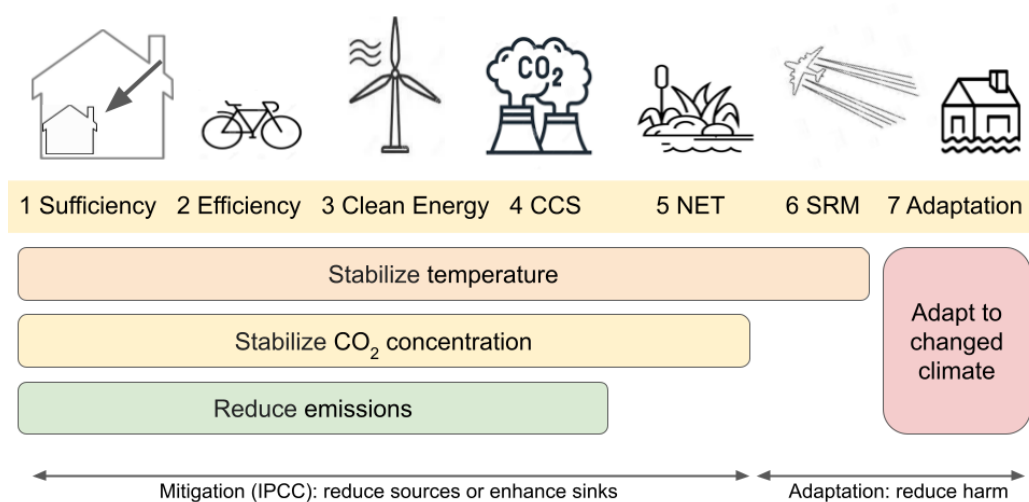 CO₂
1 Sufficiency 2 Efficiency 3 Clean Energy 4 CCS 5 NET 6 SRM 7 Adaptation
Stabilize temperature
Stabilize CO₂ concentration
Reduce emissions
Adapt to
changed
climate
Mitigation (IPCC): reduce sources or enhance sinks
Adaptation: reduce harm